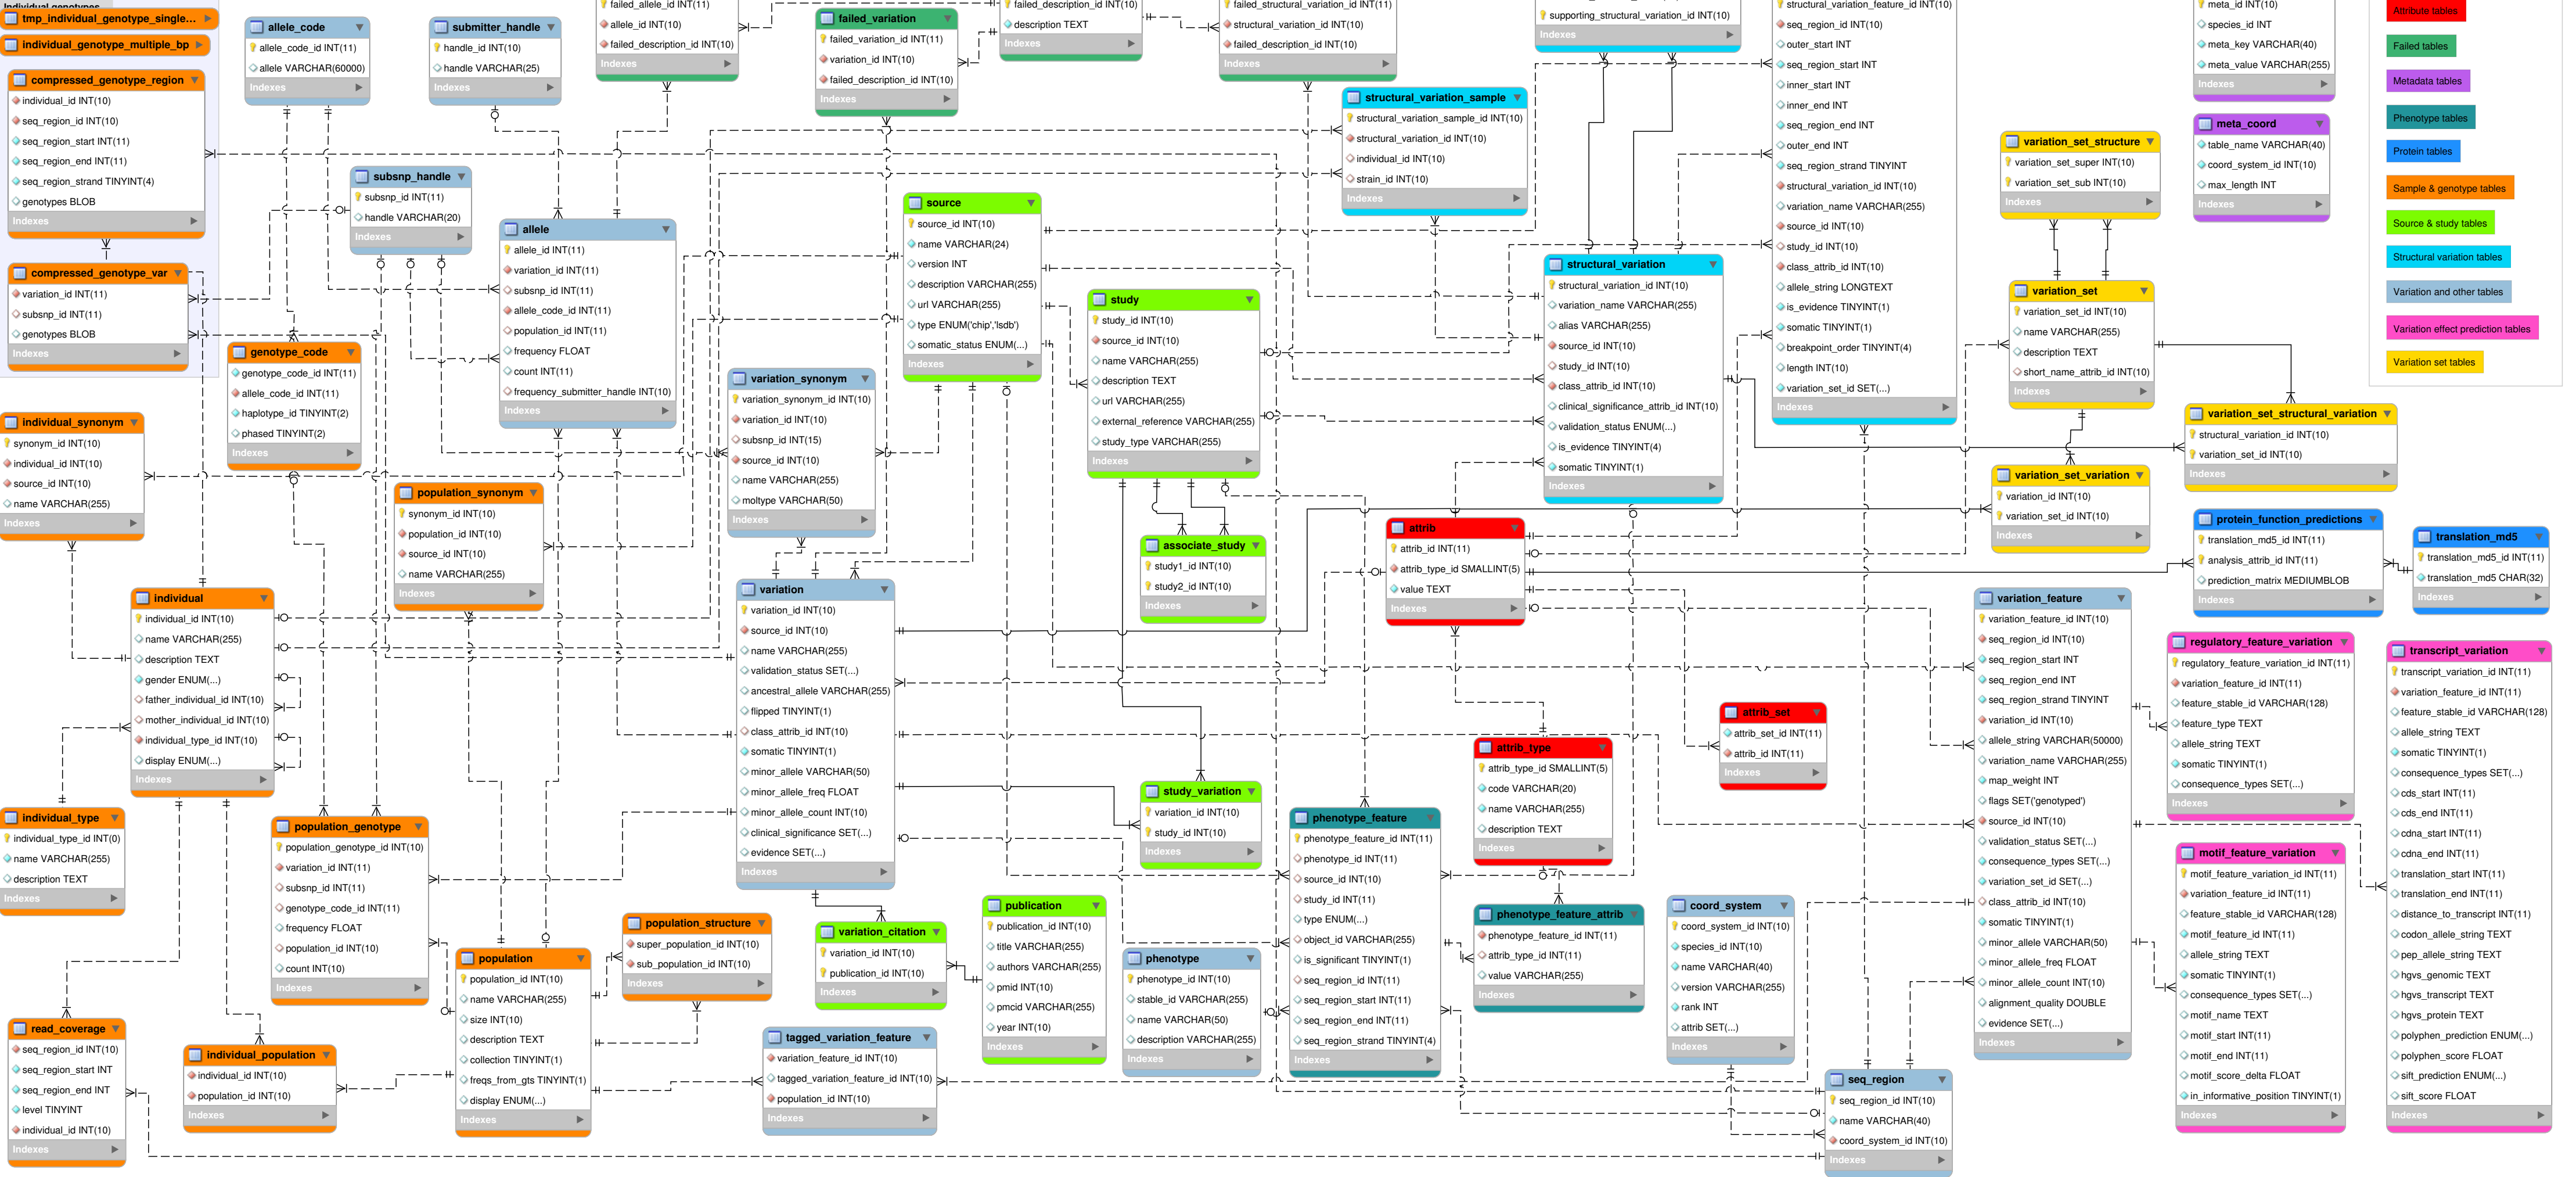 Individual genotypes
tmp_individual_genotype_single...
individual_genotype_multiple_bp
compressed_genotype_region
individual_id INT(10)
seq_region_id INT(10)
seq_region_start INT(11)
seq_region_end INT(11)
seq_region_strand TINYINT(4)
genotypes BLOB
Indexes
compressed_genotype_var
variation_id INT(11)
subsnp_id INT(11)
genotypes BLOB
Indexes
allele_code
allele_code_id INT(11)
allele VARCHAR(60000)
Indexes
submitter_handle
handle_id INT(10)
handle VARCHAR(25)
Indexes
failed_allele_id INT(11)
allele_id INT(10)
failed_description_id INT(10)
Indexes
failed_variation
failed_variation_id INT(11)
variation_id INT(10)
failed_description_id INT(10)
Indexes
failed_description_id INT(10)
description TEXT
Indexes
failed_structural_variation_id INT(11)
structural_variation_id INT(10)
failed_description_id INT(10)
Indexes
supporting_structural_variation_id INT(10)
Indexes
structural_variation_feature_id INT(10)
seq_region_id INT(10)
outer_start INT
seq_region_start INT
inner_start INT
inner_end INT
seq_region_end INT
outer_end INT
seq_region_strand TINYINT
structural_variation_id INT(10)
variation_name VARCHAR(255)
source_id INT(10)
study_id INT(10)
class_attrib_id INT(10)
allele_string LONGTEXT
is_evidence TINYINT(1)
somatic TINYINT(1)
breakpoint_order TINYINT(4)
length INT(10)
variation_set_id SET(...)
Indexes
meta_id INT(10)
species_id INT
meta_key VARCHAR(40)
meta_value VARCHAR(255)
Indexes
meta_coord
table_name VARCHAR(40)
coord_system_id INT(10)
max_length INT
Indexes
Attribute tables
Failed tables
Metadata tables
Phenotype tables
Protein tables
Sample & genotype tables
Source & study tables
Structural variation tables
Variation and other tables
Variation effect prediction tables
Variation set tables
subsnp_handle
subsnp_id INT(11)
handle VARCHAR(20)
Indexes
allele
allele_id INT(11)
variation_id INT(11)
subsnp_id INT(11)
allele_code_id INT(11)
population_id INT(11)
frequency FLOAT
count INT(11)
frequency_submitter_handle INT(10)
Indexes
genotype_code
genotype_code_id INT(11)
allele_code_id INT(11)
haplotype_id TINYINT(2)
phased TINYINT(2)
Indexes
source
source_id INT(10)
name VARCHAR(24)
version INT
description VARCHAR(255)
url VARCHAR(255)
type ENUM('chip','lsdb')
somatic_status ENUM(...)
Indexes
structural_variation_sample
structural_variation_sample_id INT(10)
structural_variation_id INT(10)
individual_id INT(10)
strain_id INT(10)
Indexes
study
study_id INT(10)
source_id INT(10)
name VARCHAR(255)
description TEXT
url VARCHAR(255)
external_reference VARCHAR(255)
study_type VARCHAR(255)
Indexes
structural_variation
structural_variation_id INT(10)
variation_name VARCHAR(255)
alias VARCHAR(255)
source_id INT(10)
study_id INT(10)
class_attrib_id INT(10)
clinical_significance_attrib_id INT(10)
validation_status ENUM(...)
is_evidence TINYINT(4)
somatic TINYINT(1)
Indexes
variation_set_structure
variation_set_super INT(10)
variation_set_sub INT(10)
Indexes
variation_set
variation_set_id INT(10)
name VARCHAR(255)
description TEXT
short_name_attrib_id INT(10)
Indexes
variation_set_structural_variation
structural_variation_id INT(10)
variation_set_id INT(10)
Indexes
variation_set_variation
variation_id INT(10)
variation_set_id INT(10)
Indexes
protein_function_predictions
translation_md5_id INT(11)
analysis_attrib_id INT(11)
prediction_matrix MEDIUMBLOB
Indexes
translation_md5
translation_md5_id INT(11)
translation_md5 CHAR(32)
Indexes
individual_synonym
synonym_id INT(10)
individual_id INT(10)
source_id INT(10)
name VARCHAR(255)
Indexes
population_synonym
synonym_id INT(10)
population_id INT(10)
source_id INT(10)
name VARCHAR(255)
Indexes
variation_synonym
variation_synonym_id INT(10)
variation_id INT(10)
subsnp_id INT(15)
source_id INT(10)
name VARCHAR(255)
moltype VARCHAR(50)
Indexes
associate_study
study1_id INT(10)
study2_id INT(10)
Indexes
attrib
attrib_id INT(11)
attrib_type_id SMALLINT(5)
value TEXT
Indexes
individual
individual_id INT(10)
name VARCHAR(255)
description TEXT
gender ENUM(...)
father_individual_id INT(10)
mother_individual_id INT(10)
individual_type_id INT(10)
display ENUM(...)
Indexes
variation
variation_id INT(10)
source_id INT(10)
name VARCHAR(255)
validation_status SET(...)
ancestral_allele VARCHAR(255)
flipped TINYINT(1)
class_attrib_id INT(10)
somatic TINYINT(1)
minor_allele VARCHAR(50)
minor_allele_freq FLOAT
minor_allele_count INT(10)
clinical_significance SET(...)
evidence SET(...)
Indexes
variation_feature
variation_feature_id INT(10)
seq_region_id INT(10)
seq_region_start INT
seq_region_end INT
seq_region_strand TINYINT
variation_id INT(10)
allele_string VARCHAR(50000)
variation_name VARCHAR(255)
map_weight INT
flags SET('genotyped')
source_id INT(10)
validation_status SET(...)
consequence_types SET(...)
variation_set_id SET(...)
class_attrib_id INT(10)
somatic TINYINT(1)
minor_allele VARCHAR(50)
minor_allele_freq FLOAT
minor_allele_count INT(10)
alignment_quality DOUBLE
evidence SET(...)
Indexes
regulatory_feature_variation
regulatory_feature_variation_id INT(11)
variation_feature_id INT(11)
feature_stable_id VARCHAR(128)
feature_type TEXT
allele_string TEXT
somatic TINYINT(1)
consequence_types SET(...)
Indexes
transcript_variation
transcript_variation_id INT(11)
variation_feature_id INT(11)
feature_stable_id VARCHAR(128)
allele_string TEXT
somatic TINYINT(1)
consequence_types SET(...)
cds_start INT(11)
cds_end INT(11)
cdna_start INT(11)
cdna_end INT(11)
translation_start INT(11)
translation_end INT(11)
distance_to_transcript INT(11)
codon_allele_string TEXT
pep_allele_string TEXT
hgvs_genomic TEXT
hgvs_transcript TEXT
hgvs_protein TEXT
polyphen_prediction ENUM(...)
polyphen_score FLOAT
sift_prediction ENUM(...)
sift_score FLOAT
Indexes
attrib_set
attrib_set_id INT(11)
attrib_id INT(11)
Indexes
attrib_type
attrib_type_id SMALLINT(5)
code VARCHAR(20)
name VARCHAR(255)
description TEXT
Indexes
study_variation
variation_id INT(10)
study_id INT(10)
Indexes
individual_type
individual_type_id INT(0)
name VARCHAR(255)
description TEXT
Indexes
population_genotype
population_genotype_id INT(10)
variation_id INT(11)
subsnp_id INT(11)
genotype_code_id INT(11)
frequency FLOAT
population_id INT(10)
count INT(10)
Indexes
phenotype_feature
phenotype_feature_id INT(11)
phenotype_id INT(11)
source_id INT(10)
study_id INT(11)
type ENUM(...)
object_id VARCHAR(255)
is_significant TINYINT(1)
seq_region_id INT(11)
seq_region_start INT(11)
seq_region_end INT(11)
seq_region_strand TINYINT(4)
Indexes
motif_feature_variation
motif_feature_variation_id INT(11)
variation_feature_id INT(11)
feature_stable_id VARCHAR(128)
motif_feature_id INT(11)
allele_string TEXT
somatic TINYINT(1)
consequence_types SET(...)
motif_name TEXT
motif_start INT(11)
motif_end INT(11)
motif_score_delta FLOAT
in_informative_position TINYINT(1)
Indexes
phenotype_feature_attrib
phenotype_feature_id INT(11)
attrib_type_id INT(11)
value VARCHAR(255)
Indexes
coord_system
coord_system_id INT(10)
species_id INT(10)
name VARCHAR(40)
version VARCHAR(255)
rank INT
attrib SET(...)
Indexes
publication
publication_id INT(10)
title VARCHAR(255)
authors VARCHAR(255)
pmid INT(10)
pmcid VARCHAR(255)
year INT(10)
Indexes
variation_citation
variation_id INT(10)
publication_id INT(10)
Indexes
population_structure
super_population_id INT(10)
sub_population_id INT(10)
Indexes
population
population_id INT(10)
name VARCHAR(255)
size INT(10)
description TEXT
collection TINYINT(1)
freqs_from_gts TINYINT(1)
display ENUM(...)
Indexes
phenotype
phenotype_id INT(10)
stable_id VARCHAR(255)
name VARCHAR(50)
description VARCHAR(255)
Indexes
read_coverage
seq_region_id INT(10)
seq_region_start INT
seq_region_end INT
level TINYINT
individual_id INT(10)
Indexes
individual_population
individual_id INT(10)
population_id INT(10)
Indexes
tagged_variation_feature
variation_feature_id INT(10)
tagged_variation_feature_id INT(10)
population_id INT(10)
Indexes
seq_region
seq_region_id INT(10)
name VARCHAR(40)
coord_system_id INT(10)
Indexes